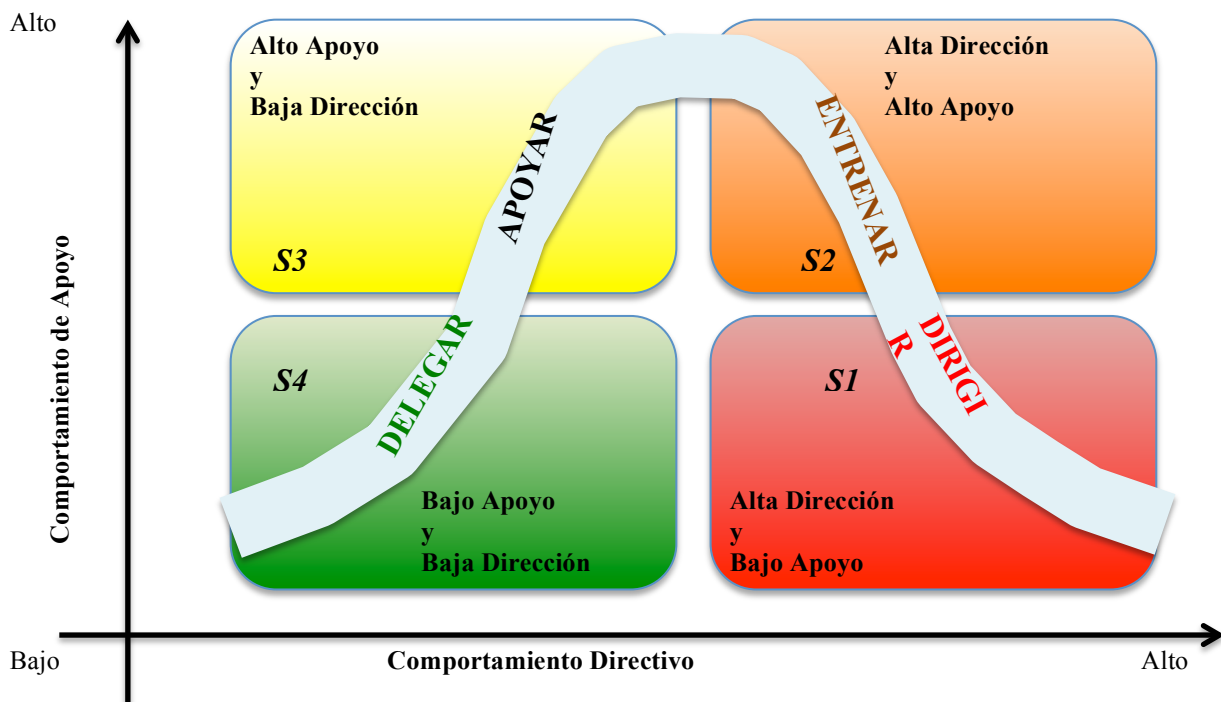 Alto
Alto Apoyo
y
Baja Dirección
Alta Dirección
y
Alto Apoyo
APOYAR
ENTRENAR
S3
S2
Comportamiento de Apoyo
DELEGAR
DIRIGI
R
S4
S1
Bajo Apoyo
y
Baja Dirección
Alta Dirección
y
Bajo Apoyo
Bajo
Comportamiento Directivo
Alto